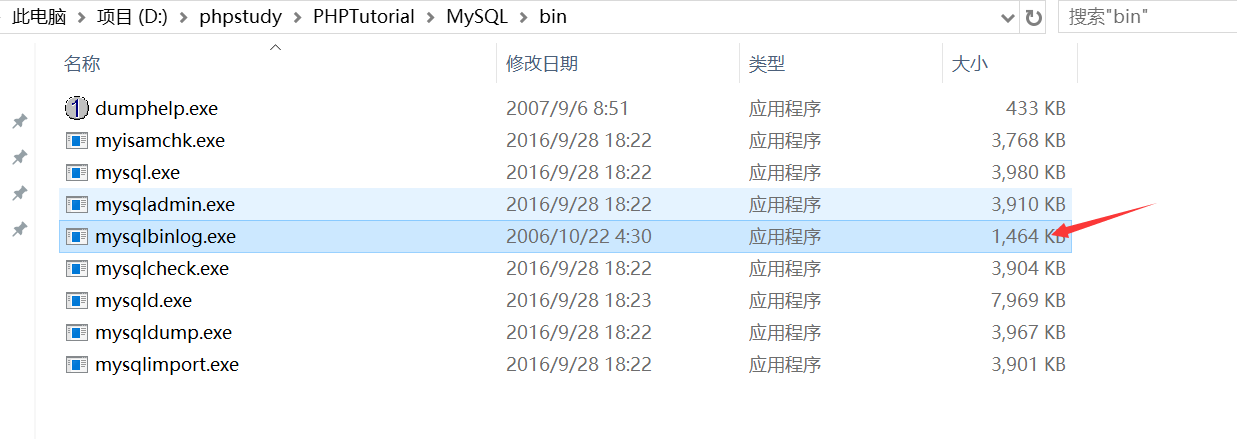 此电脑 › 项目 (D:) › phpstudy › PHPTutorial › MySQL › bin 搜索"bin"
名称 修改日期 类型 大小
dumphelp.exe 2007/9/6 8:51 应用程序 433 KB
myisamchk.exe 2016/9/28 18:22 应用程序 3,768 KB
mysql.exe 2016/9/28 18:22 应用程序 3,980 KB
mysqladmin.exe 2016/9/28 18:22 应用程序 3,910 KB
mysqlbinlog.exe 2006/10/22 4:30 应用程序 1,464 KB
mysqlcheck.exe 2016/9/28 18:22 应用程序 3,904 KB
mysqld.exe 2016/9/28 18:23 应用程序 7,969 KB
mysqldump.exe 2016/9/28 18:22 应用程序 3,967 KB
mysqlimport.exe 2016/9/28 18:22 应用程序 3,901 KB